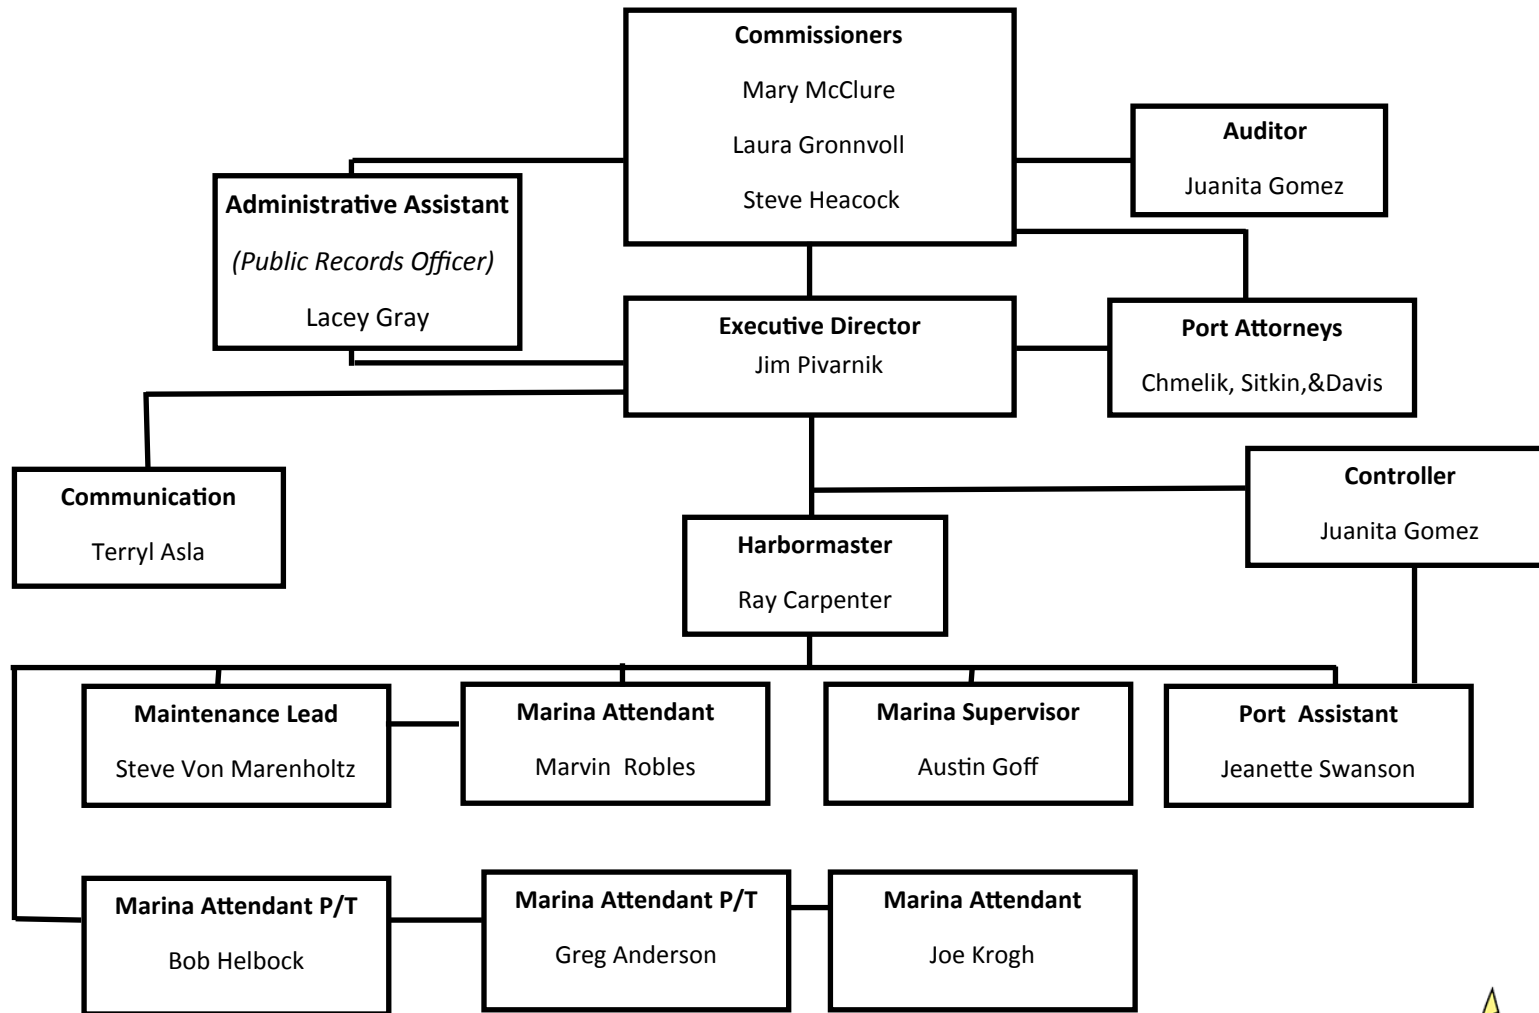 Commissioners
Mary McClure
Laura Gronnvoll
Steve Heacock
Auditor
Juanita Gomez
Administrative Assistant
(Public Records Officer)
Lacey Gray
Executive Director
Jim Pivarnik
Port Attorneys
Chmelik, Sitkin,&Davis
Communication
Terryl Asla
Controller
Juanita Gomez
Harbormaster
Ray Carpenter
Maintenance Lead
Steve Von Marenholtz
Marina Attendant
Marvin  Robles
Marina Supervisor
Austin Goff
Port  Assistant
Jeanette Swanson
Marina Attendant P/T
Bob Helbock
Marina Attendant P/T
Greg Anderson
Marina Attendant
Joe Krogh